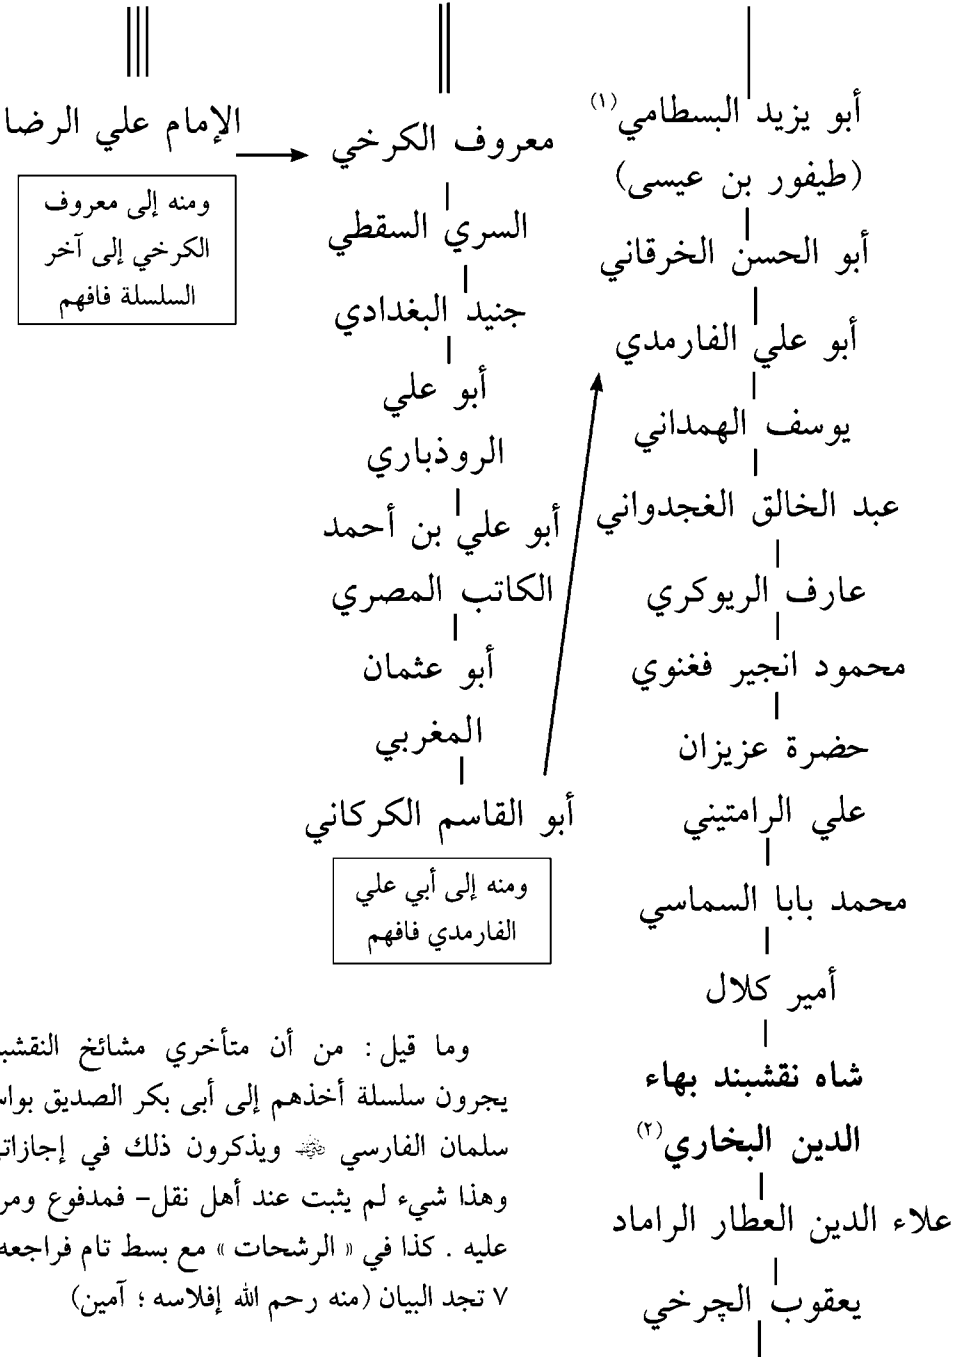 أبو يزيد البسطامي(١)
(طيفور بن عيسى)
أبو الحسن الخرقاني
أبو علي الفارمدي
يوسف الهمداني
عبد الخالق الغجدواني
عارف الريوكري
محمود انجير فغنوي
حضرة عزيزان
علي الرامتيني
محمد بابا السماسي
أمير كلال
شاه نقشبند بهاء
الدين البخاري(٢)
علاء الدين العطار الراماد
يعقوب الچرخي
معروف الكرخي
السري السقطي
جنيد البغدادي
أبو علي
الروذباري
أبو علي بن أحمد
الكاتب المصري
أبو عثمان
المغربي
أبو القاسم الكركاني
ومنه إلى أبي علي
الفارمدي فافهم
الإمام علي الرضا
ومنه إلى معروف
الكرخي إلى آخر
السلسلة فافهم
وما قيل: من أن متأخري مشائخ
يجرون سلسلة أخذهم إلى أبى بكر الصديق
سلمان الفارسي ويذكرون ذلك في
وهذا شيء لم يثبت عند أهل نقل– فمدفوع
عليه . كذا في « الرشحات » مع بسط تام فراجعه
٧ تجد البيان (منه رحم الله إفلاسه ؛ آمين)